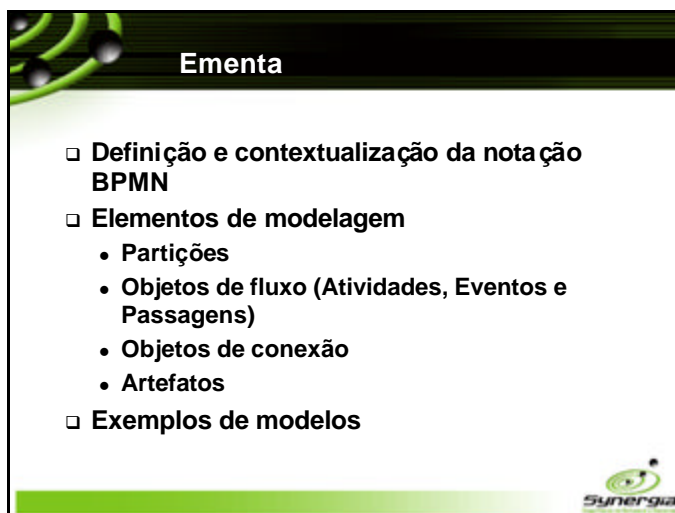 Ementa
Definição e contextualização da notação
BPMN
Elementos de modelagem
Partições
Objetos de fluxo (Atividades, Eventos e
Passagens)
Objetos de conexão
Artefatos
Exemplos de modelos
Synergia